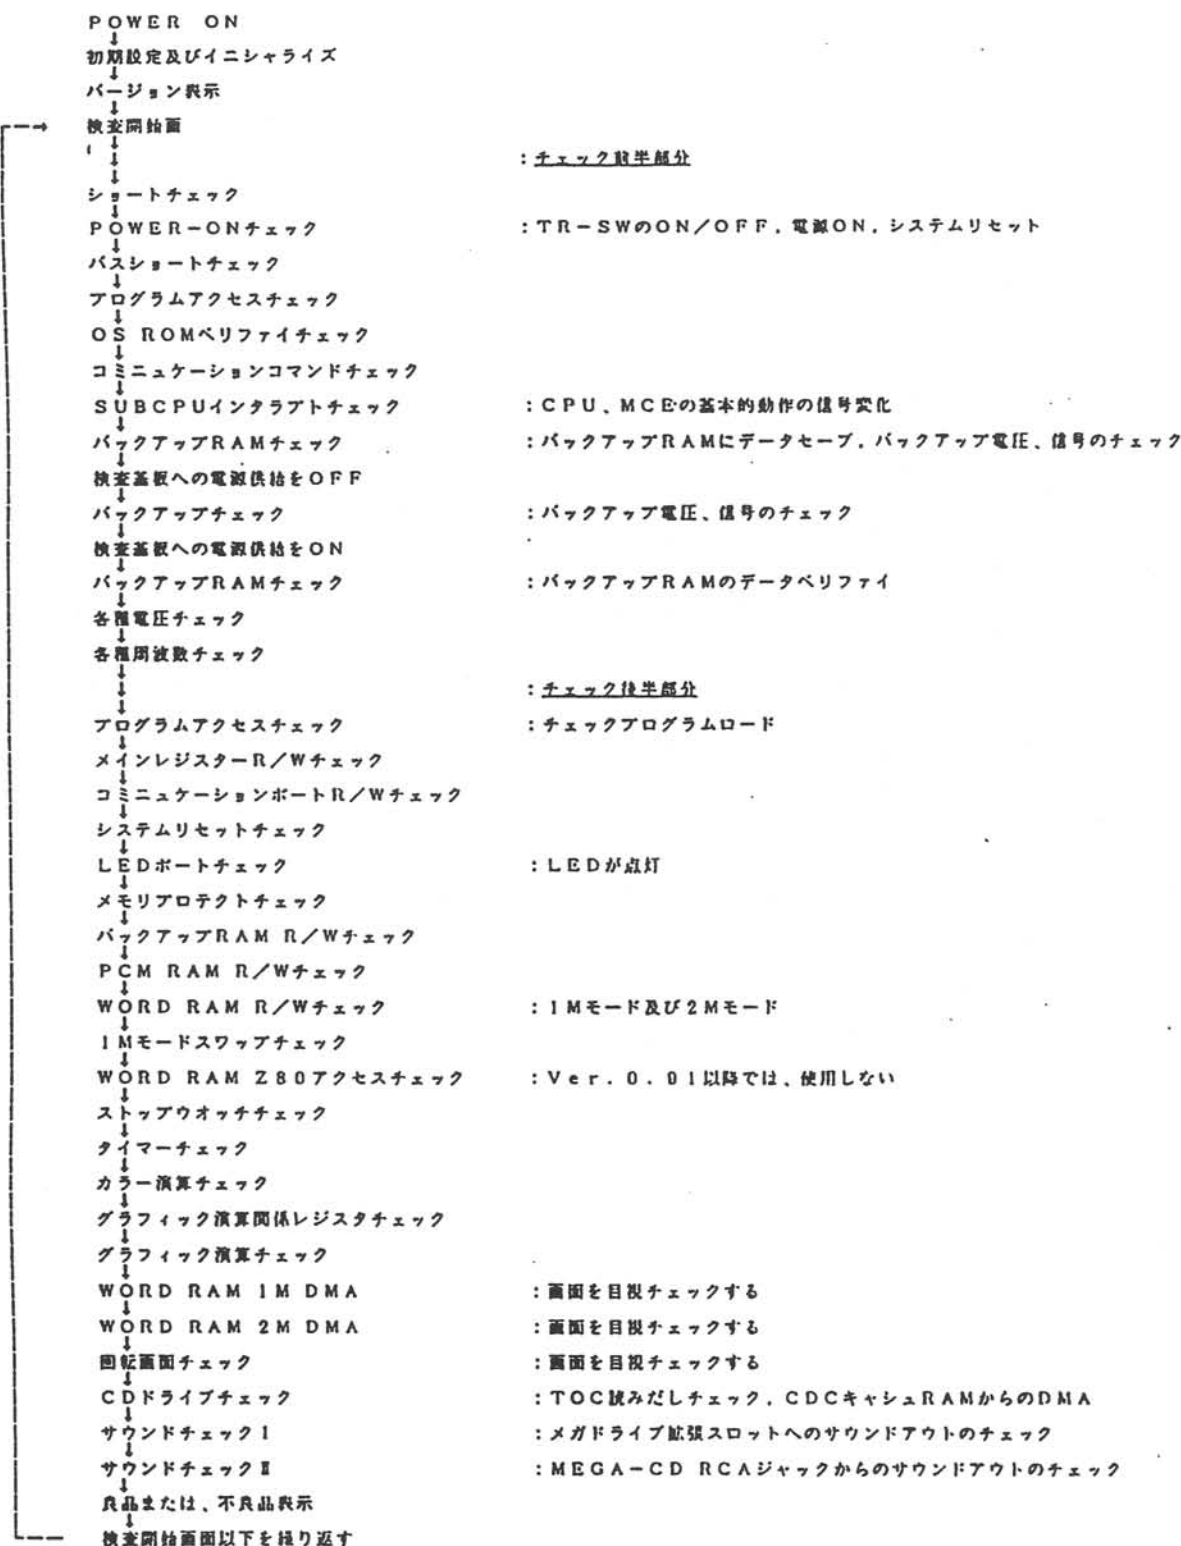 POWER ON
↓
初期設定及びイニシャライズ
↓
バージョン表示
↓
検査開始画
↓
↓ :チェック前半部分
↓
ショートチェック
↓
POWER-ONチェック :TR-SWのON/OFF,電源ON,システムリセット
↓
バスショートチェック
↓
プログラムアクセスチェック
↓
OS ROMベリファイチェック
↓
コミニュケーションコマンドチェック
↓
SUBCPUインタラプトチェック :CPU、MCEの基本的動作の信号変化
↓
バックアップRAMチェック :バックアップRAMにデータセーブ,バックアップ電圧、信号のチェック
↓
検査基板への電源供給をOFF
↓
バックアップチェック :バックアップ電圧、信号のチェック
↓
検査基板への電源供給をON
↓
バックアップRAMチェック :バックアップRAMのデータベリファイ
↓
各種電圧チェック
↓
各種周波数チェック
↓
↓ :チェック後半部分
↓
プログラムアクセスチェック :チェックプログラムロード
↓
メインレジスターR/Wチェック
↓
コミニュケーションポートR/Wチェック
↓
システムリセットチェック
↓
LEDポートチェック :LEDが点灯
↓
メモリプロテクトチェック
↓
バックアップRAM R/Wチェック
↓
PCM RAM R/Wチェック
↓
WORD RAM R/Wチェック :1Mモード及び2Mモード
↓
1Mモードスワップチェック
↓
WORD RAM Z80アクセスチェック :Ver.0.01以降では、使用しない
↓
ストップウオッチチェック
↓
タイマーチェック
↓
カラー演算チェック
↓
グラフィック演算関係レジスタチェック
↓
グラフィック演算チェック
↓
WORD RAM 1M DMA :画面を目視チェックする
↓
WORD RAM 2M DMA :画面を目視チェックする
↓
回転画面チェック :画面を目視チェックする
↓
CDドライブチェック :TOC読みだしチェック,CDCキャシュRAMからのDMA
↓
サウンドチェックI :メガドライブ拡張スロットへのサウンドアウトのチェック
↓
サウンドチェックⅡ :MEGA-CD RCAジャックからのサウンドアウトのチェック
↓
良品または、不良品表示
↓
検査開始画面以下を繰り返す